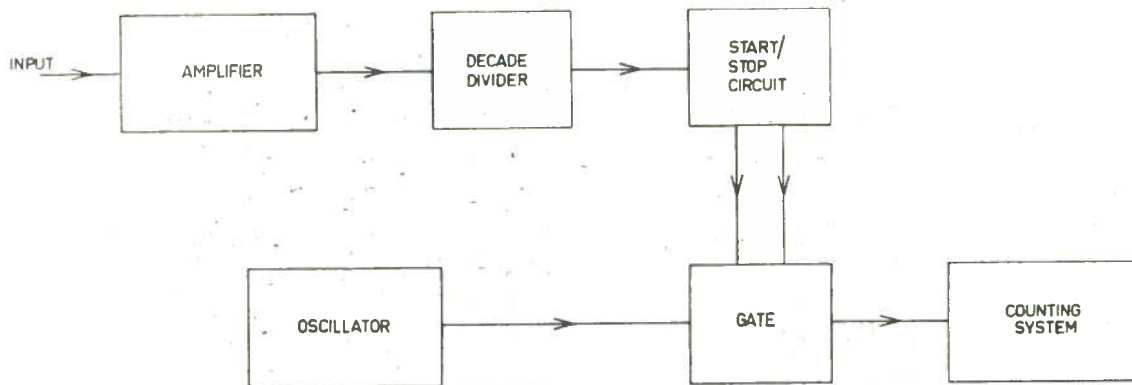 INPUT
AMPLIFIER
DECADE
DIVIDER
START/
STOP
CIRCUIT
OSCILLATOR
GATE
COUNTING
SYSTEM